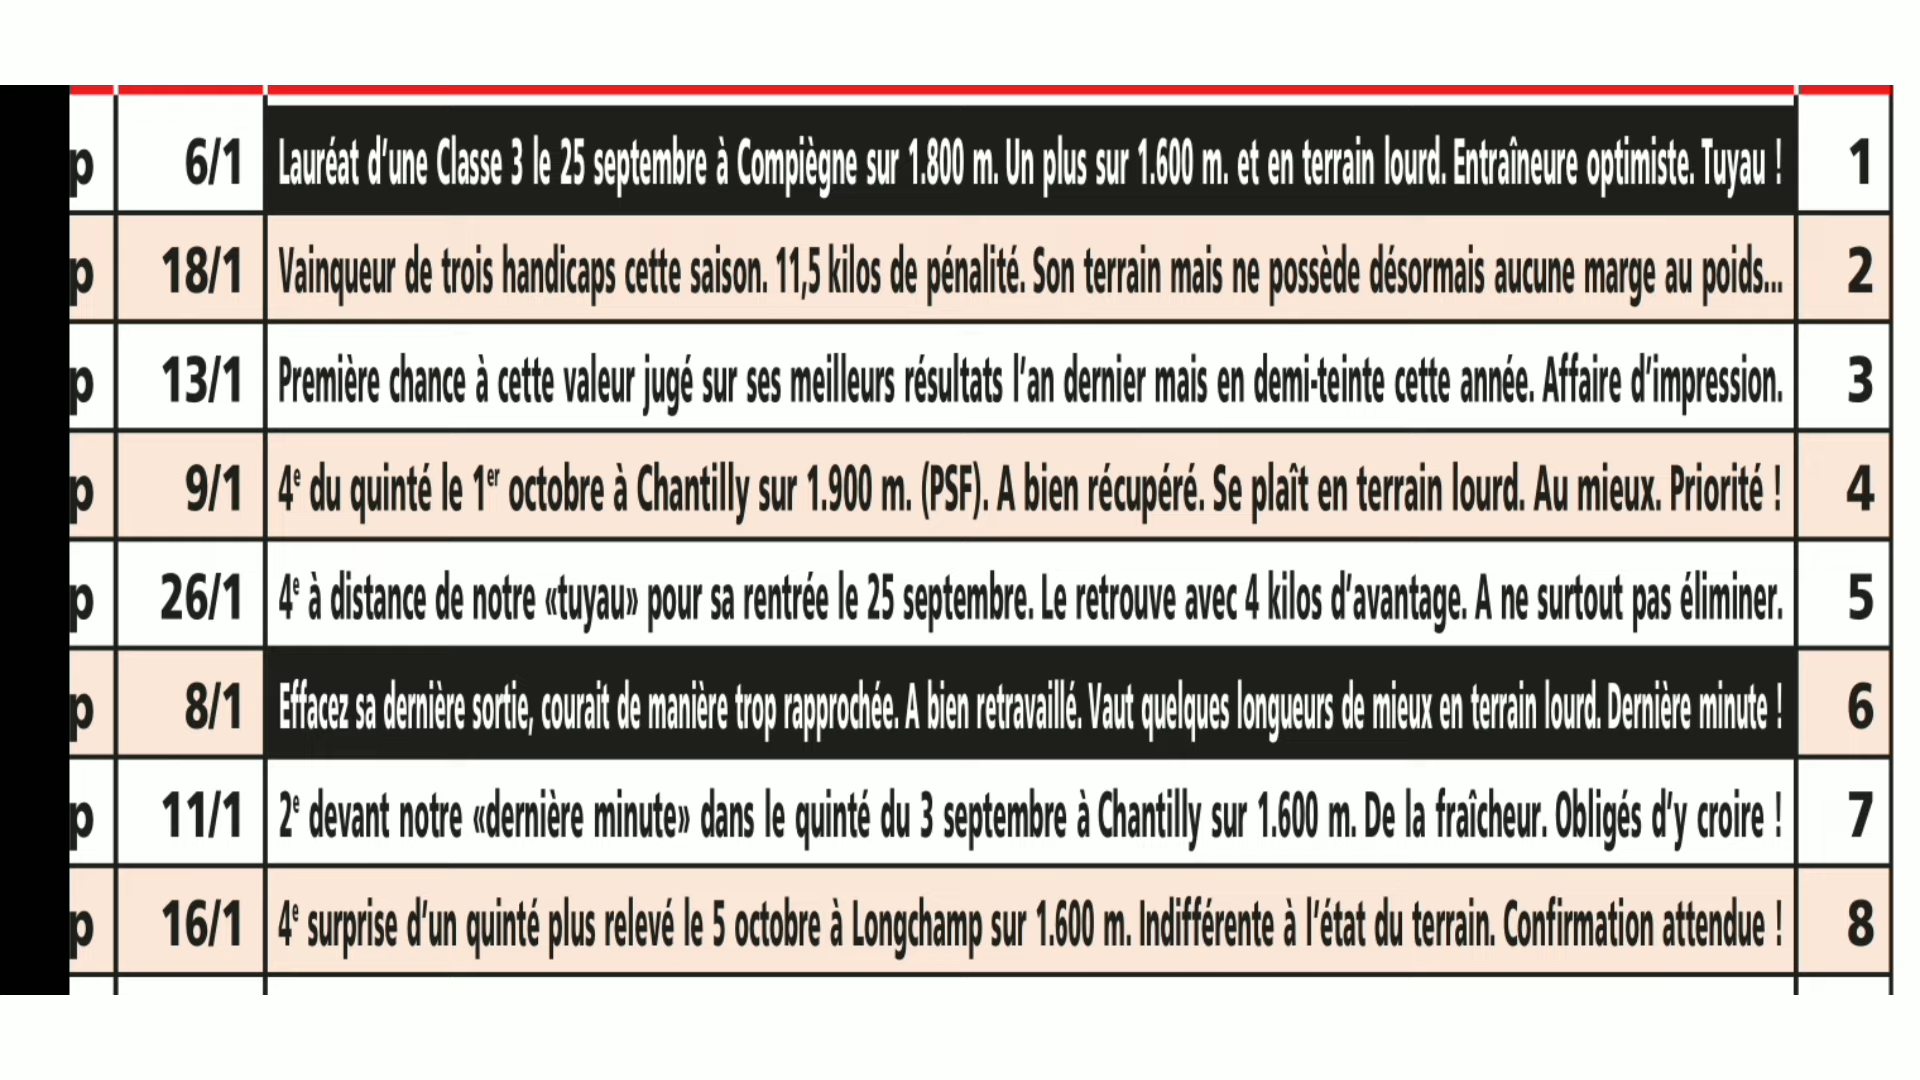 p 6/1 Lauréat d’une Classe 3 le 25 septembre à Compiègne sur 1.800 m. Un plus sur 1.600 m. et en terrain lourd. Entraîneure optimiste. Tuyau ! 1
p 18/1 Vainqueur de trois handicaps cette saison. 11,5 kilos de pénalité. Son terrain mais ne possède désormais aucune marge au poids... 2
p 13/1 Première chance à cette valeur jugé sur ses meilleurs résultats l’an dernier mais en demi-teinte cette année. Affaire d’impression. 3
p 9/1 4e du quinté le 1er octobre à Chantilly sur 1.900 m. (PSF). A bien récupéré. Se plaît en terrain lourd. Au mieux. Priorité ! 4
p 26/1 4e à distance de notre «tuyau» pour sa rentrée le 25 septembre. Le retrouve avec 4 kilos d’avantage. A ne surtout pas éliminer. 5
p 8/1 Effacez sa dernière sortie, courait de manière trop rapprochée. A bien retravaillé. Vaut quelques longueurs de mieux en terrain lourd. Dernière minute ! 6
p 11/1 2e devant notre «dernière minute» dans le quinté du 3 septembre à Chantilly sur 1.600 m. De la fraîcheur. Obligés d’y croire ! 7
p 16/1 4e surprise d’un quinté plus relevé le 5 octobre à Longchamp sur 1.600 m. Indifférente à l’état du terrain. Confirmation attendue ! 8